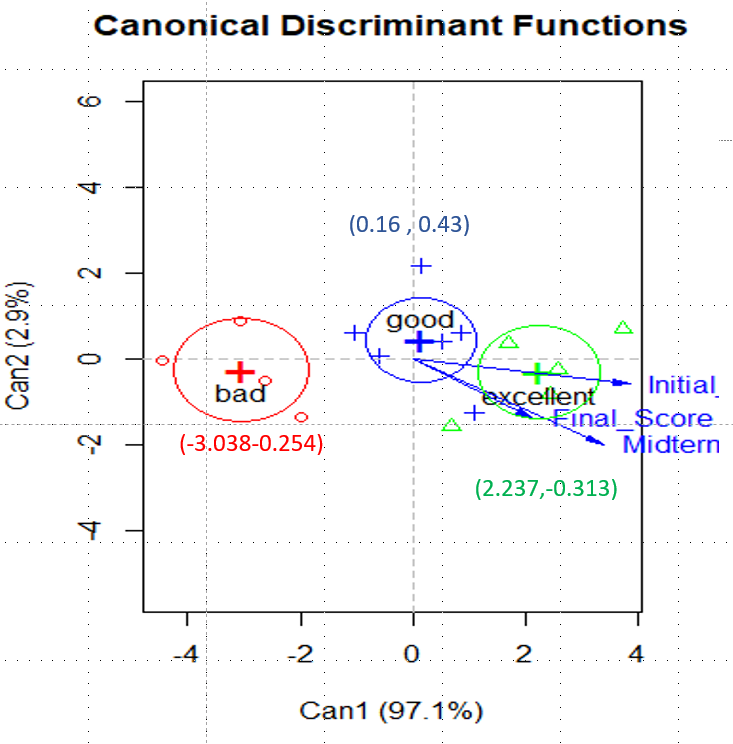 Canonical Discriminant Functions
6
4
(0.16 , 0.43)
2
good
0
Can2 (2.9%)
Initial_
bad
excellent
Final_Score
-2
(-3.038-0.254)
Midtern
(2.237,-0.313)
-4
-4 -2 0 2 4
Can1 (97.1%)